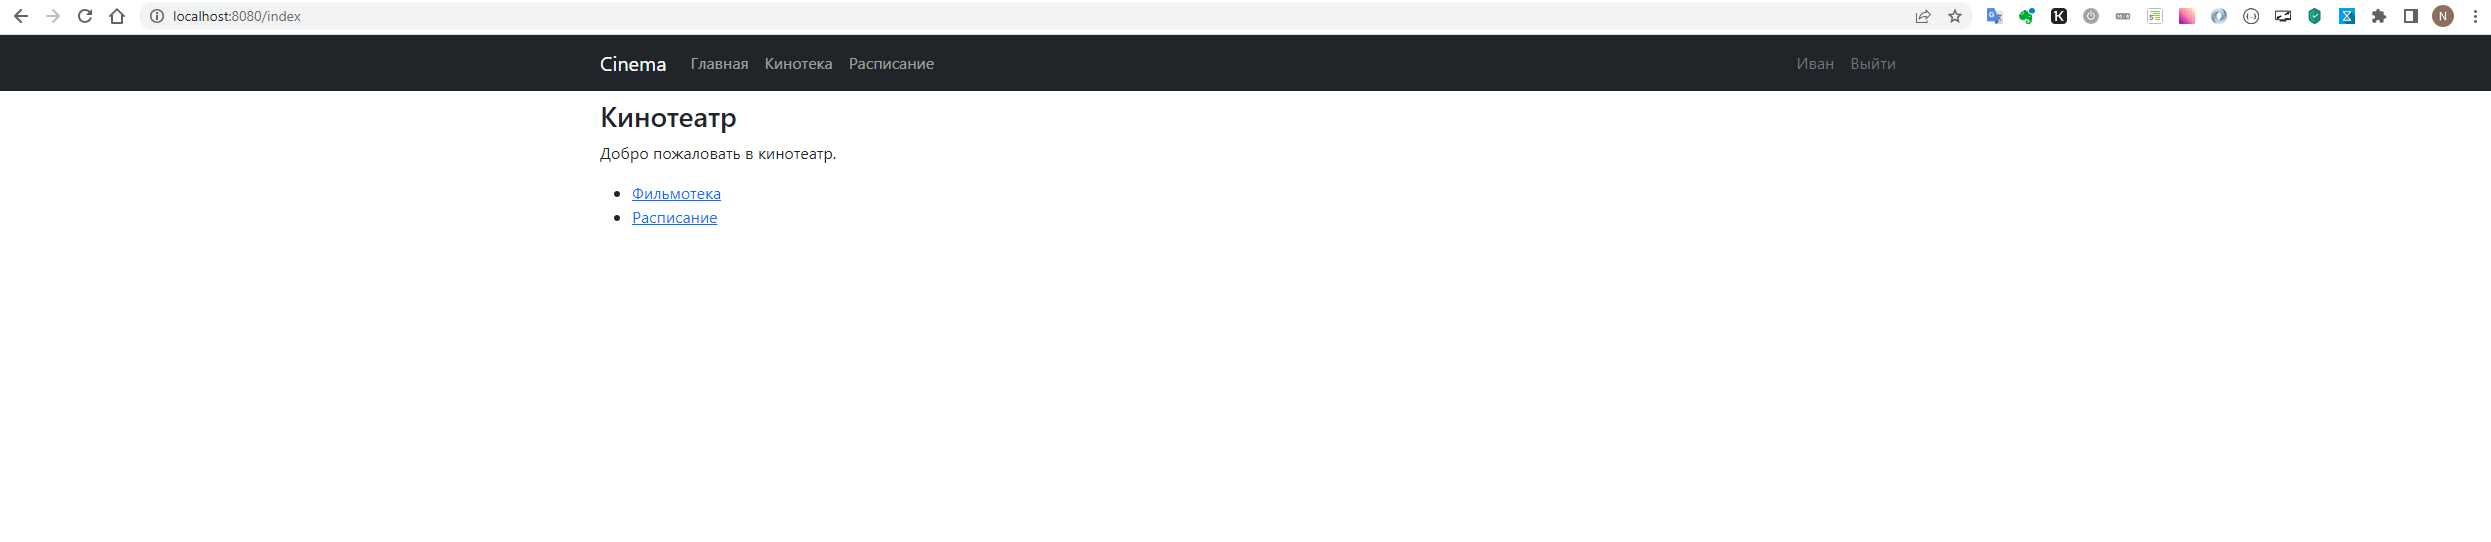 localhost:8080/index
N
Cinema Главная Кинотека Расписание Иван Выйти
Кинотеатр
Добро пожаловать в кинотеатр.
Фильмотека
Расписание